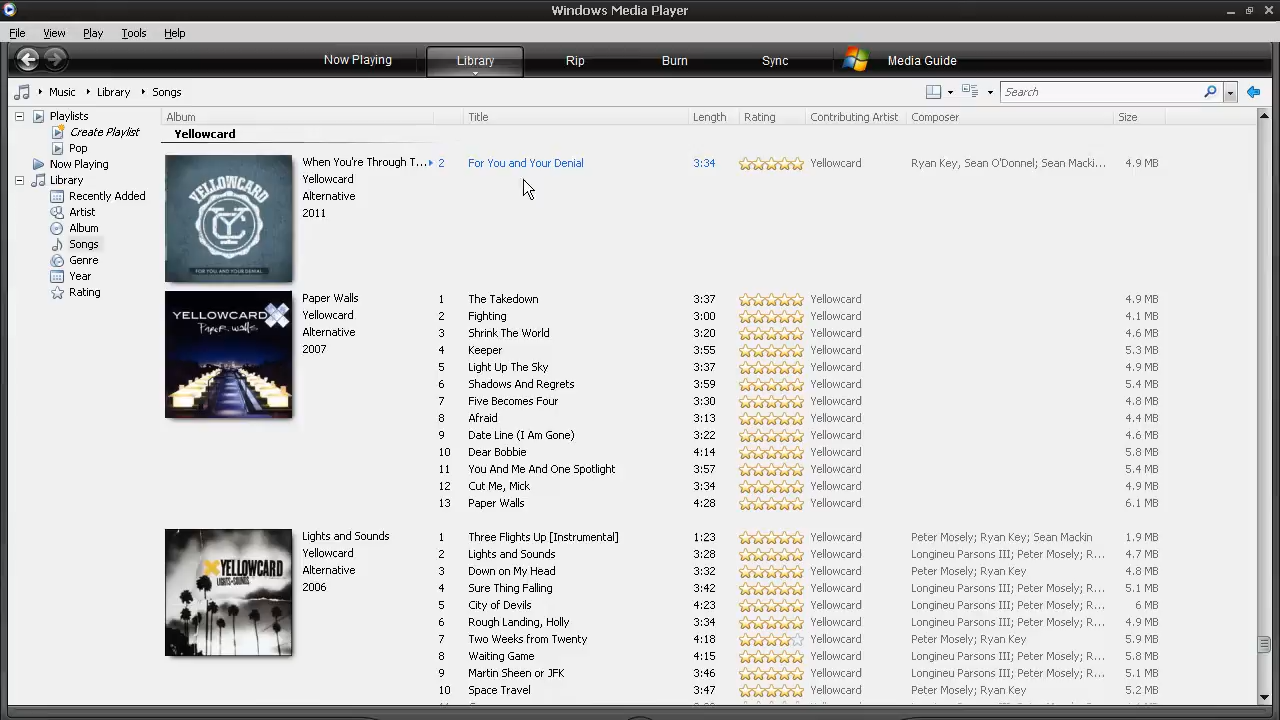 Windows Media Player
File View Play Tools Help
Now Playing Library Rip Burn Sync Media Guide
Music Library Songs Search
Playlists
Create Playlist
Pop
Now Playing
Library
Recently Added
Artist
Album
Songs
Genre
Year
Rating
Album Title Length Rating Contributing Artist Composer Size
Yellowcard
YELLOWCARD
YC
FOR YOU AND YOUR DENIAL
When You're Through T... 2 For You and Your Denial 3:34 Yellowcard Ryan Key, Sean O'Donnel; Sean Macki... 4.9 MB
Yellowcard
Alternative
2011
YELLOWCARD
Paper Walls
Paper Walls 1 The Takedown 3:37 Yellowcard 4.9 MB
Yellowcard 2 Fighting 3:00 Yellowcard 4.1 MB
Alternative 3 Shrink The World 3:20 Yellowcard 4.6 MB
2007 4 Keeper 3:55 Yellowcard 5.3 MB
5 Light Up The Sky 3:37 Yellowcard 4.9 MB
6 Shadows And Regrets 3:59 Yellowcard 5.4 MB
7 Five Becomes Four 3:30 Yellowcard 4.8 MB
8 Afraid 3:13 Yellowcard 4.4 MB
9 Date Line (I Am Gone) 3:22 Yellowcard 4.6 MB
10 Dear Bobbie 4:14 Yellowcard 5.8 MB
11 You And Me And One Spotlight 3:57 Yellowcard 5.4 MB
12 Cut Me, Mick 3:34 Yellowcard 4.9 MB
13 Paper Walls 4:28 Yellowcard 6.1 MB
YELLOWCARD
LIGHTS AND SOUNDS
Lights and Sounds 1 Three Flights Up [Instrumental] 1:23 Yellowcard Peter Mosely; Ryan Key; Sean Mackin 1.9 MB
Yellowcard 2 Lights and Sounds 3:28 Yellowcard Longineu Parsons III; Peter Mosely; R... 4.7 MB
Alternative 3 Down on My Head 3:32 Yellowcard Peter Mosely; Ryan Key 4.8 MB
2006 4 Sure Thing Falling 3:42 Yellowcard Longineu Parsons III; Peter Mosely; R... 5.1 MB
5 City of Devils 4:23 Yellowcard Longineu Parsons III; Peter Mosely; R... 6 MB
6 Rough Landing, Holly 3:34 Yellowcard Longineu Parsons III; Peter Mosely; R... 4.9 MB
7 Two Weeks from Twenty 4:18 Yellowcard Peter Mosely; Ryan Key 5.9 MB
8 Waiting Game 4:15 Yellowcard Longineu Parsons III; Peter Mosely; R... 5.8 MB
9 Martin Sheen or JFK 3:46 Yellowcard Longineu Parsons III; Peter Mosely; R... 5.1 MB
10 Space Travel 3:47 Yellowcard Peter Mosely; Ryan Key 5.2 MB